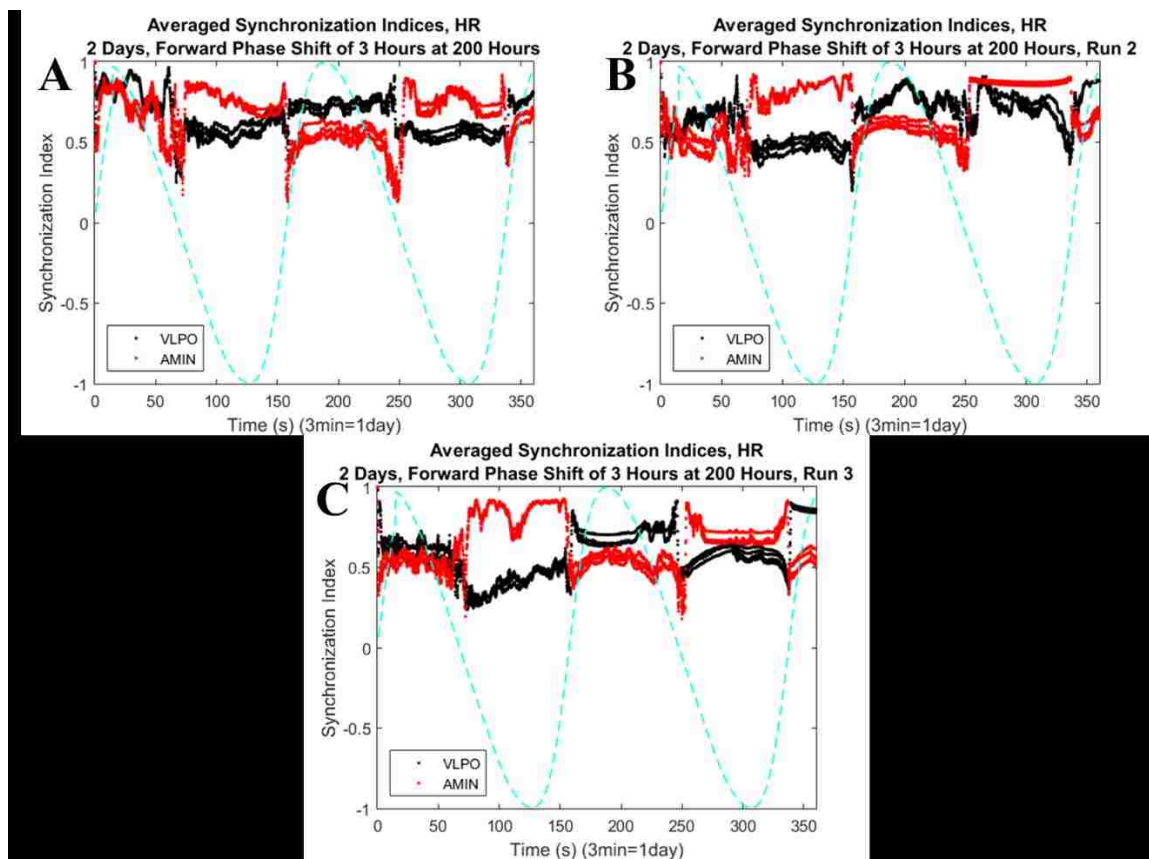 A
Averaged Synchronization Indices, HR
2 Days, Forward Phase Shift of 3 Hours at 200 Hours
1
0.5
0
-0.5
-1
Synchronization Index
VLPO
AMIN
0 50 100 150 200 250 300 350
Time (s) (3min=1day)
B
Averaged Synchronization Indices, HR
2 Days, Forward Phase Shift of 3 Hours at 200 Hours, Run 2
1
0.5
0
-0.5
-1
Synchronization Index
VLPO
AMIN
0 50 100 150 200 250 300 350
Time (s) (3min=1day)
C
Averaged Synchronization Indices, HR
2 Days, Forward Phase Shift of 3 Hours at 200 Hours, Run 3
1
0.5
0
-0.5
-1
Synchronization Index
VLPO
AMIN
0 50 100 150 200 250 300 350
Time (s) (3min=1day)